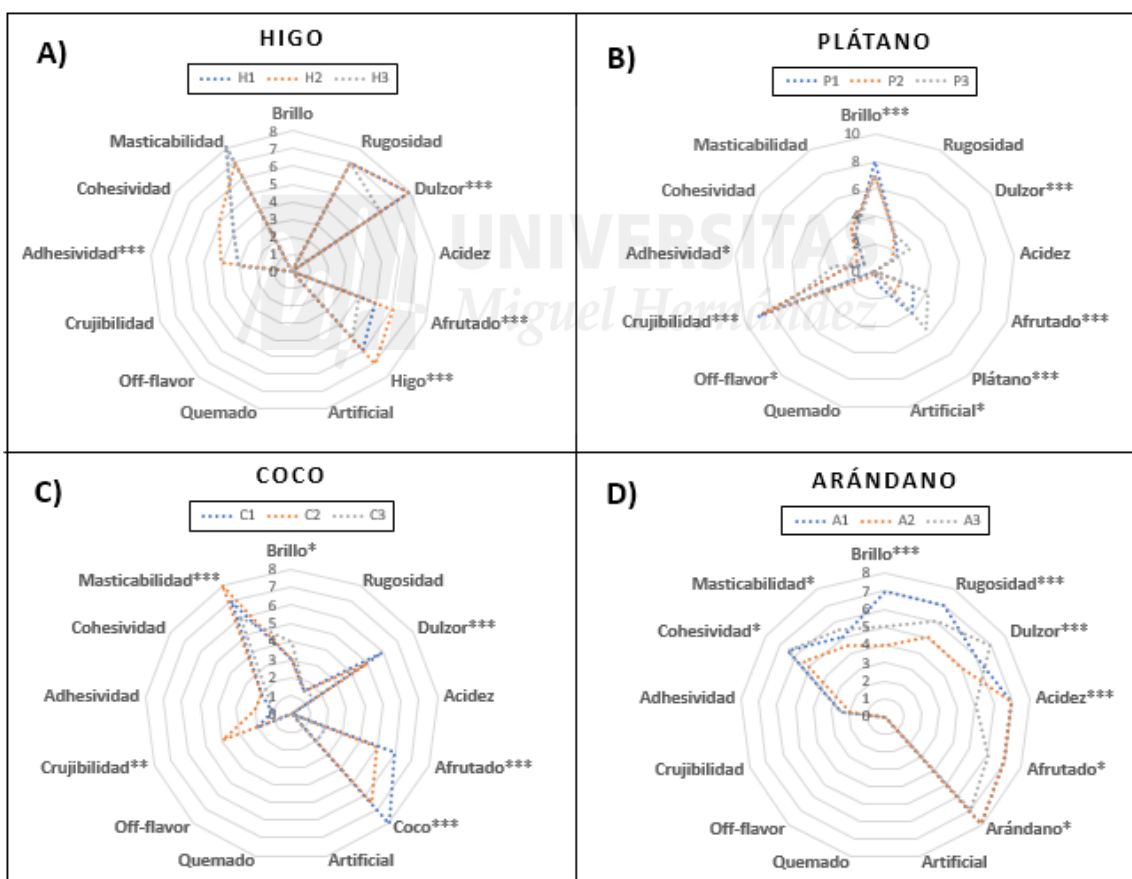 A)
HIGO
H1 H2 H3
Brillo
Rugosidad
Dulzor***
Acidez
Afrutado***
Higo***
Artificial
Quemado
Off-flavor
Crujibilidad
Adhesividad***
Cohesividad
Masticabilidad
8
7
6
5
4
3
2
1
0
B)
PLÁTANO
P1 P2 P3
Brillo***
Rugosidad
Dulzor***
Acidez
Afrutado***
Plátano***
Artificial*
Quemado
Off-flavor*
Crujibilidad***
Adhesividad*
Cohesividad
Masticabilidad
10
8
6
4
0
UNIVERSITAS
Miguel Hernández
C)
COCO
C1 C2 C3
Brillo*
Rugosidad
Dulzor***
Acidez
Afrutado***
Coco***
Artificial
Quemado
Off-flavor
Crujibilidad**
Adhesividad
Cohesividad
Masticabilidad***
8
7
6
5
4
3
2
1
0
D)
ARÁNDANO
A1 A2 A3
Brillo***
Rugosidad***
Dulzor***
Acidez***
Afrutado*
Arándano*
Artificial
Quemado
Off-flavor
Crujibilidad
Adhesividad
Cohesividad*
Masticabilidad*
8
7
6
5
4
3
2
1
0